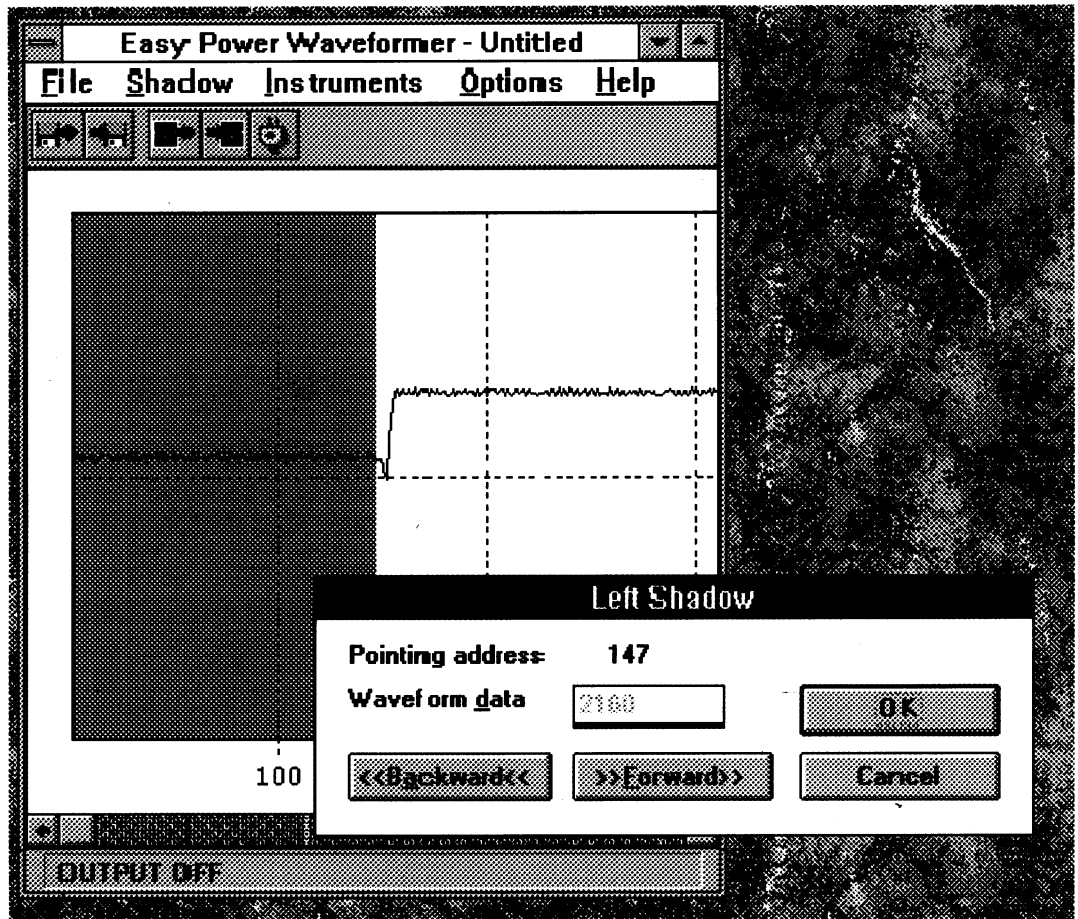 Easy Power Waveformer - Untitled
File Shadow Instruments Options Help
100
OUTPUT OFF
Left Shadow
Pointing address: 147
Waveform data 2160
OK
<<Backward<< >>Forward>> Cancel